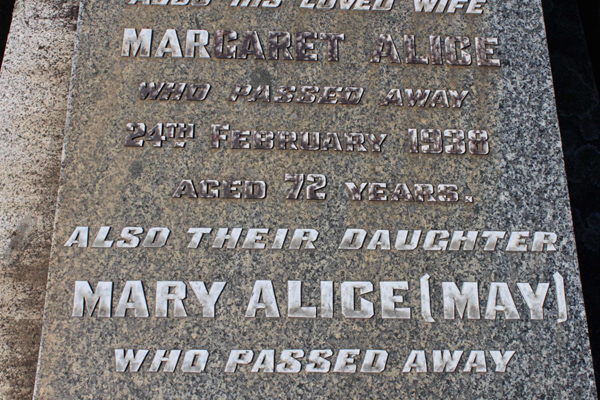 ALSO HIS LOVED WIFE
MARGARET ALICE
WHO PASSED AWAY
24TH FEBRUARY 1938
AGED 72 YEARS.
ALSO THEIR DAUGHTER
MARY ALICE (MAY)
WHO PASSED AWAY